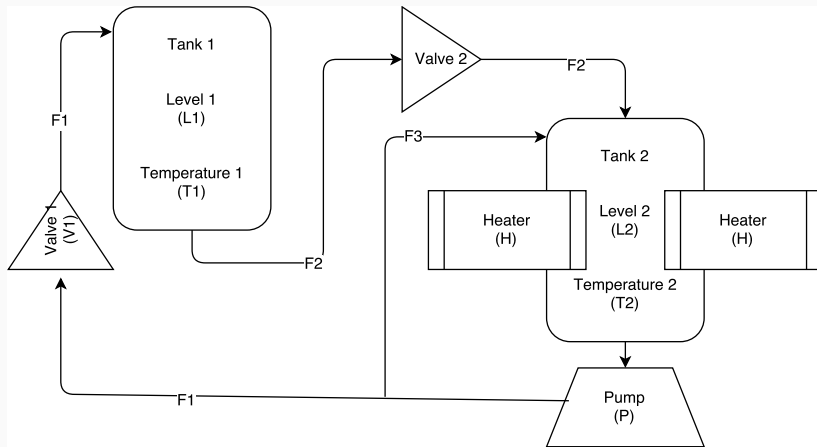 Tank 1
Level 1
(L1)
Temperature 1
(T1)
F1
Valve 1
(V1)
F2
Valve 2
F2
F3
Tank 2
Level 2
(L2)
Temperature 2
(T2)
Heater
(H)
Heater
(H)
Pump
(P)
F1